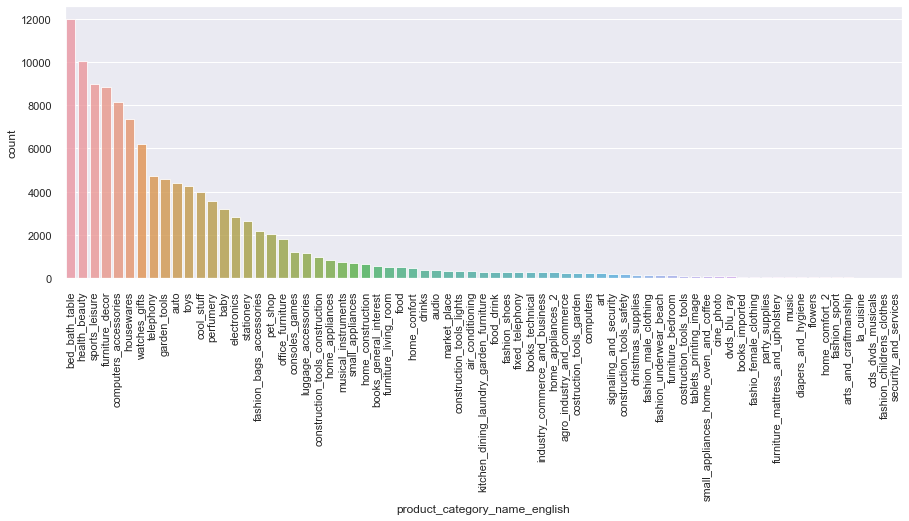 12000
10000
8000
6000
4000
2000
0
count
bed_bath_table
health_beauty
sports_leisure
furniture_decor
computers_accessories
housewares
watches_gifts
telephony
garden_tools
auto
toys
cool_stuff
perfumery
baby
electronics
stationery
fashion_bags_accessories
pet_shop
office_furniture
consoles_games
luggage_accessories
construction_tools_construction
home_appliances
musical_instruments
small_appliances
home_construction
books_general_interest
furniture_living_room
food
home_confort
drinks
audio
market_place
construction_tools_lights
air_conditioning
kitchen_dining_laundry_garden_furniture
food_drink
fashion_shoes
fixed_telephony
books_technical
industry_commerce_and_business
home_appliances_2
agro_industry_and_commerce
costruction_tools_garden
computers
art
signaling_and_security
construction_tools_safety
christmas_supplies
fashion_male_clothing
fashion_underwear_beach
furniture_bedroom
costruction_tools_tools
tablets_printing_image
small_appliances_home_oven_and_coffee
cine_photo
dvds_blu_ray
books_imported
fashio_female_clothing
party_supplies
furniture_mattress_and_upholstery
music
diapers_and_hygiene
flowers
home_comfort_2
fashion_sport
arts_and_craftmanship
la_cuisine
cds_dvds_musicals
fashion_childrens_clothes
security_and_services
product_category_name_english